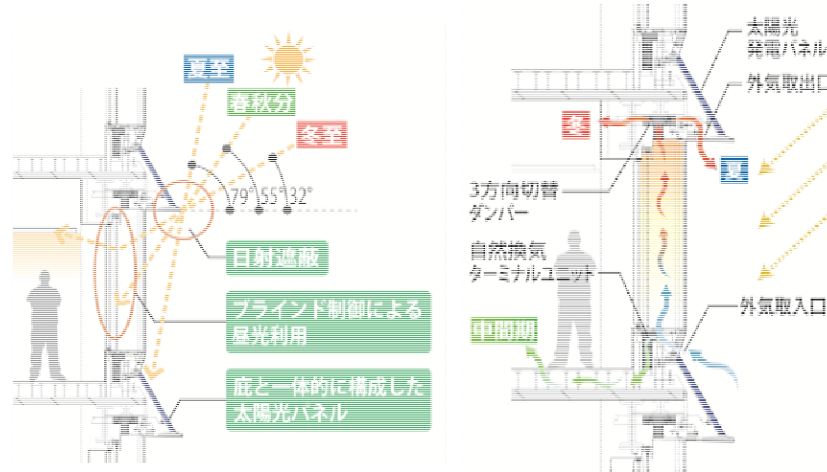 夏至
春秋分
冬至
79°
55°
32°
日射遮蔽
ブラインド制御による
昼光利用
庇と一体的に構成した
太陽光パネル
太陽光
発電パネル
外気取出口
冬
夏
3方向切替
ダンパー
自然換気
ターミナルユニット
外気取入口
中間期